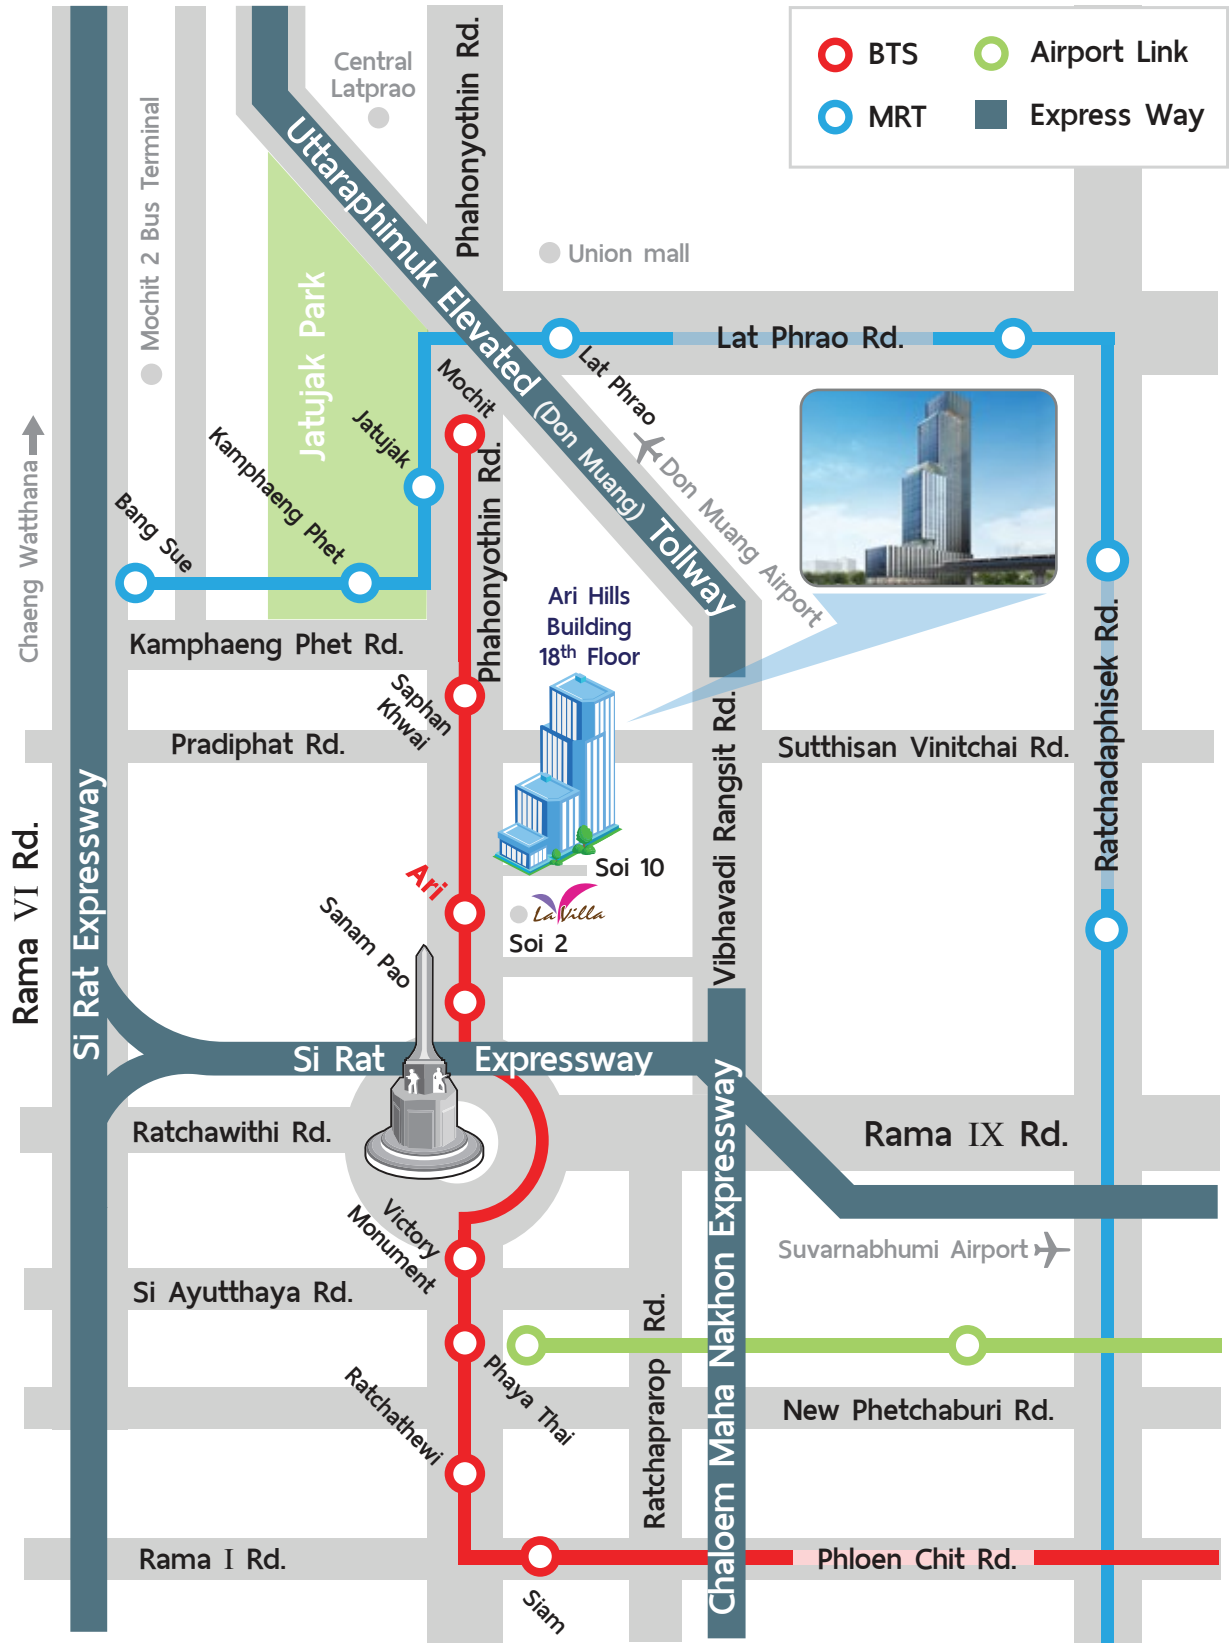 BTS
Airport Link
MRT
Express Way
Central
Latprao
Phahonyothin Rd.
Mochit 2 Bus Terminal
Uttaraphimuk Elevated (Don Muang) Tollway
Union mall
Jatujak Park
Lat Phrao Rd.
Lat Phrao
Mochit
Jatujak
Kamphaeng Phet
Bang Sue
Chaeng Watthana
Don Muang Airport
Phahonyothin Rd.
Kamphaeng Phet Rd.
Ari Hills
Building
18th Floor
Saphan
Khwai
Pradiphat Rd.
Sutthisan Vinitchai Rd.
Ratchadaphisek Rd.
Vibhavadi Rangsit Rd.
Rama VI Rd.
Si Rat Expressway
Ari
Soi 10
La Villa
Soi 2
Sanam Pao
Si Rat Expressway
Ratchawithi Rd.
Rama IX Rd.
Chaloem Maha Nakhon Expressway
Victory
Monument
Suvarnabhumi Airport
Si Ayutthaya Rd.
Ratchaprarop Rd.
Phaya Thai
Ratchathewi
New Phetchaburi Rd.
Rama I Rd.
Phloen Chit Rd.
Siam